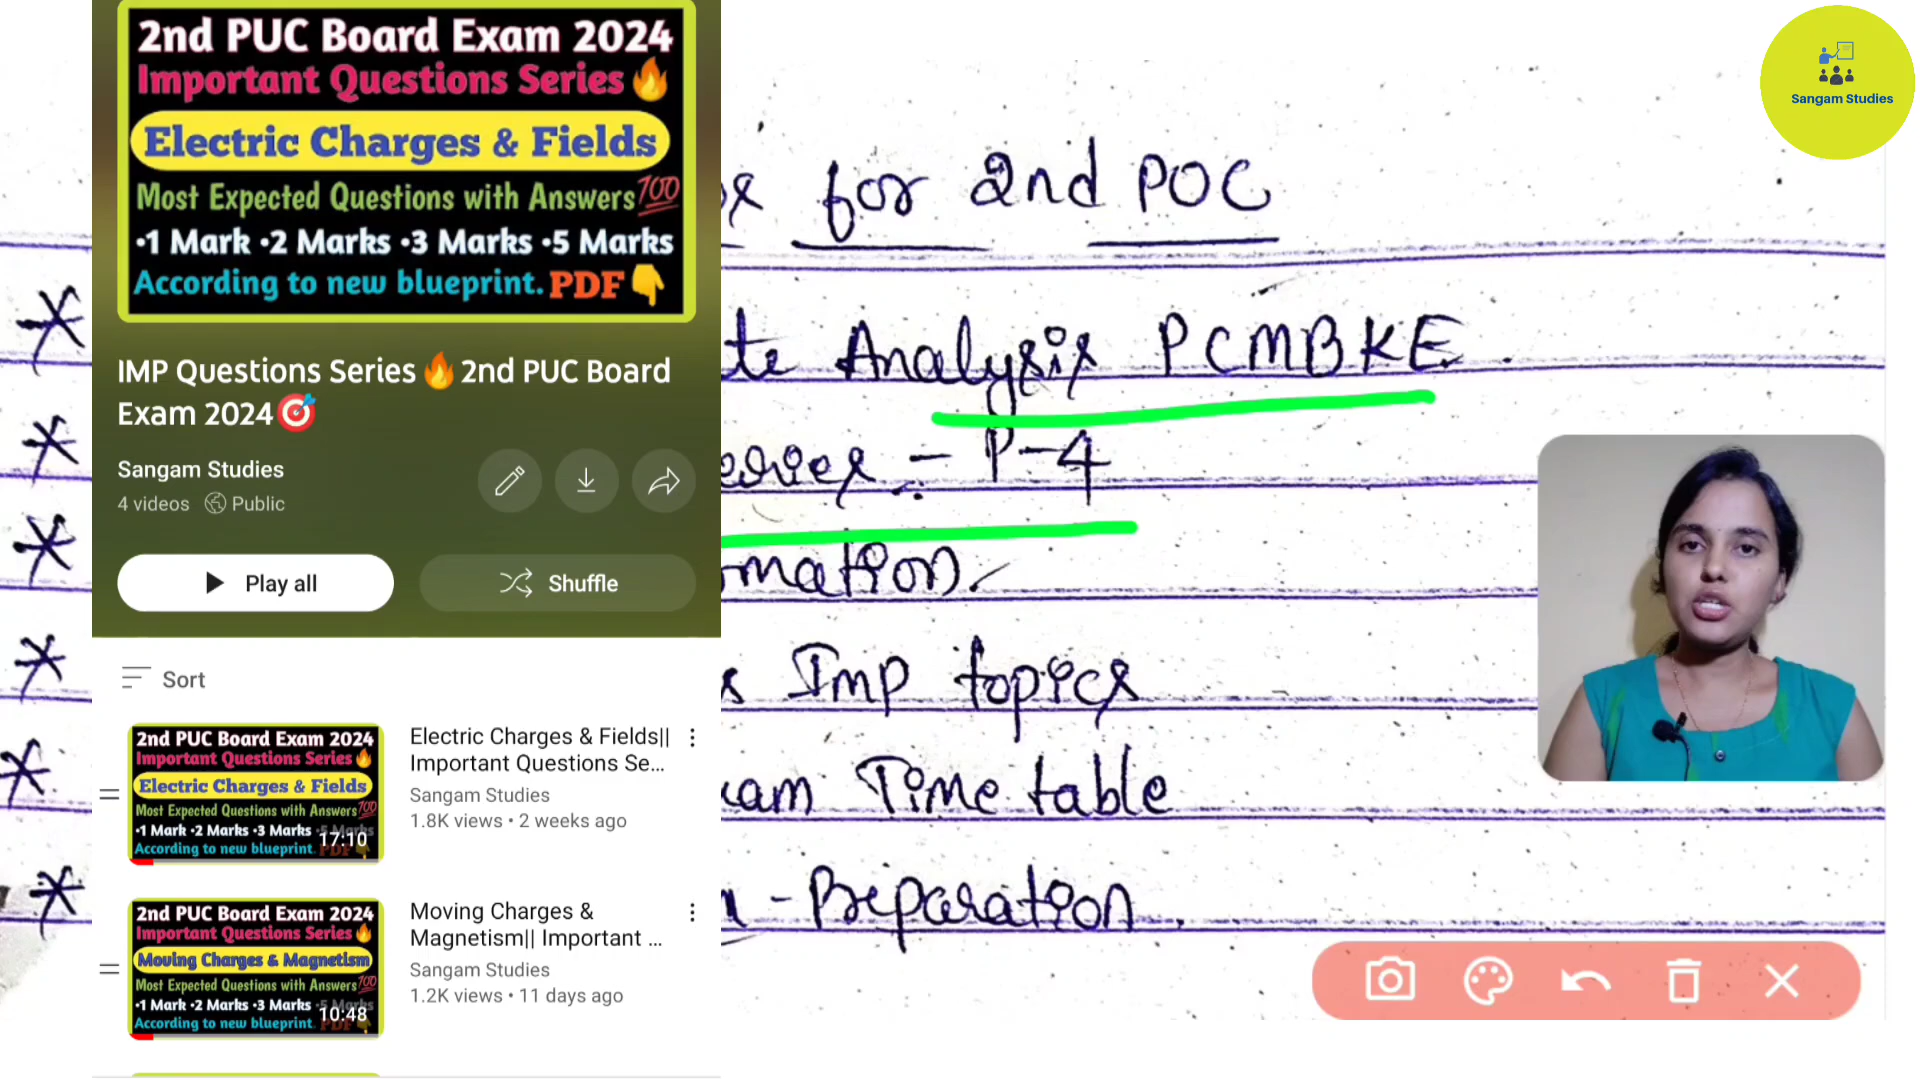 2nd PUC Board Exam 2024
Important Questions Series🔥
Electric Charges & Fields
Most Expected Questions with Answers💯
•1 Mark •2 Marks •3 Marks •5 Marks
According to new blueprint. PDF👇
IMP Questions Series🔥2nd PUC Board
Exam 2024🎯
Sangam Studies
4 videos Public
Play all
Shuffle
Sort
2nd PUC Board Exam 2024
Important Questions Series🔥
Electric Charges & Fields
Most Expected Questions with Answers💯
•1 Mark •2 Marks •3 Marks •5 Marks
According to new blueprint. PDF
17:10
Electric Charges & Fields||
Important Questions Se...
Sangam Studies
1.8K views • 2 weeks ago
2nd PUC Board Exam 2024
Important Questions Series🔥
Moving Charges & Magnetism
Most Expected Questions with Answers💯
•1 Mark •2 Marks •3 Marks •5 Marks
According to new blueprint. PDF
10:48
Moving Charges &
Magnetism|| Important ...
Sangam Studies
1.2K views • 11 days ago
for 2nd PUC
Analysis PCMBKE.
- P-4
Imp topics
Time table
- Preparation.
Sangam Studies